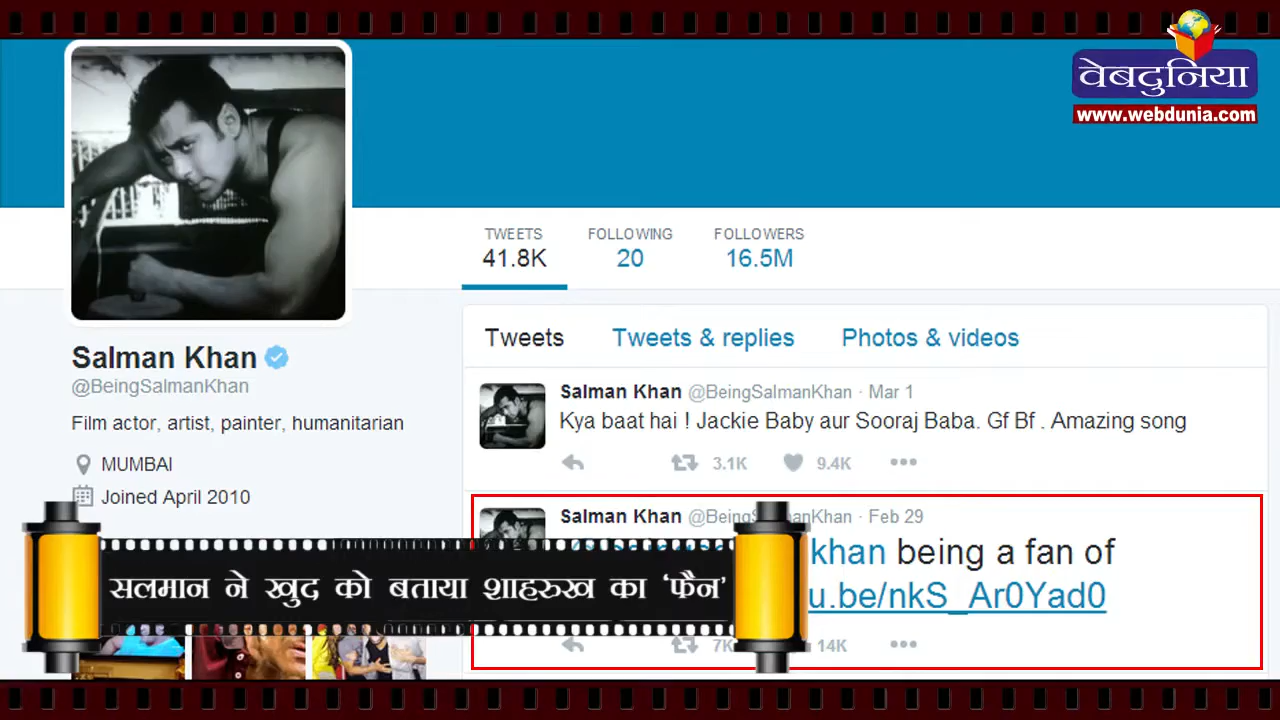 वेबदुनिया
www.webdunia.com
TWEETS
41.8K
FOLLOWING
20
FOLLOWERS
16.5M
Tweets
Tweets & replies
Photos & videos
Salman Khan
@BeingSalmanKhan
Film actor, artist, painter, humanitarian
MUMBAI
Joined April 2010
Salman Khan @BeingSalmanKhan · Mar 1
Kya baat hai ! Jackie Baby aur Sooraj Baba. Gf Bf . Amazing song
3.1K
9.4K
Salman Khan Feb 29
khan being a fan of
u.be/nkS_Ar0Yad0
14K
सलमान ने खुद को बताया शाहरुख का 'फैन'